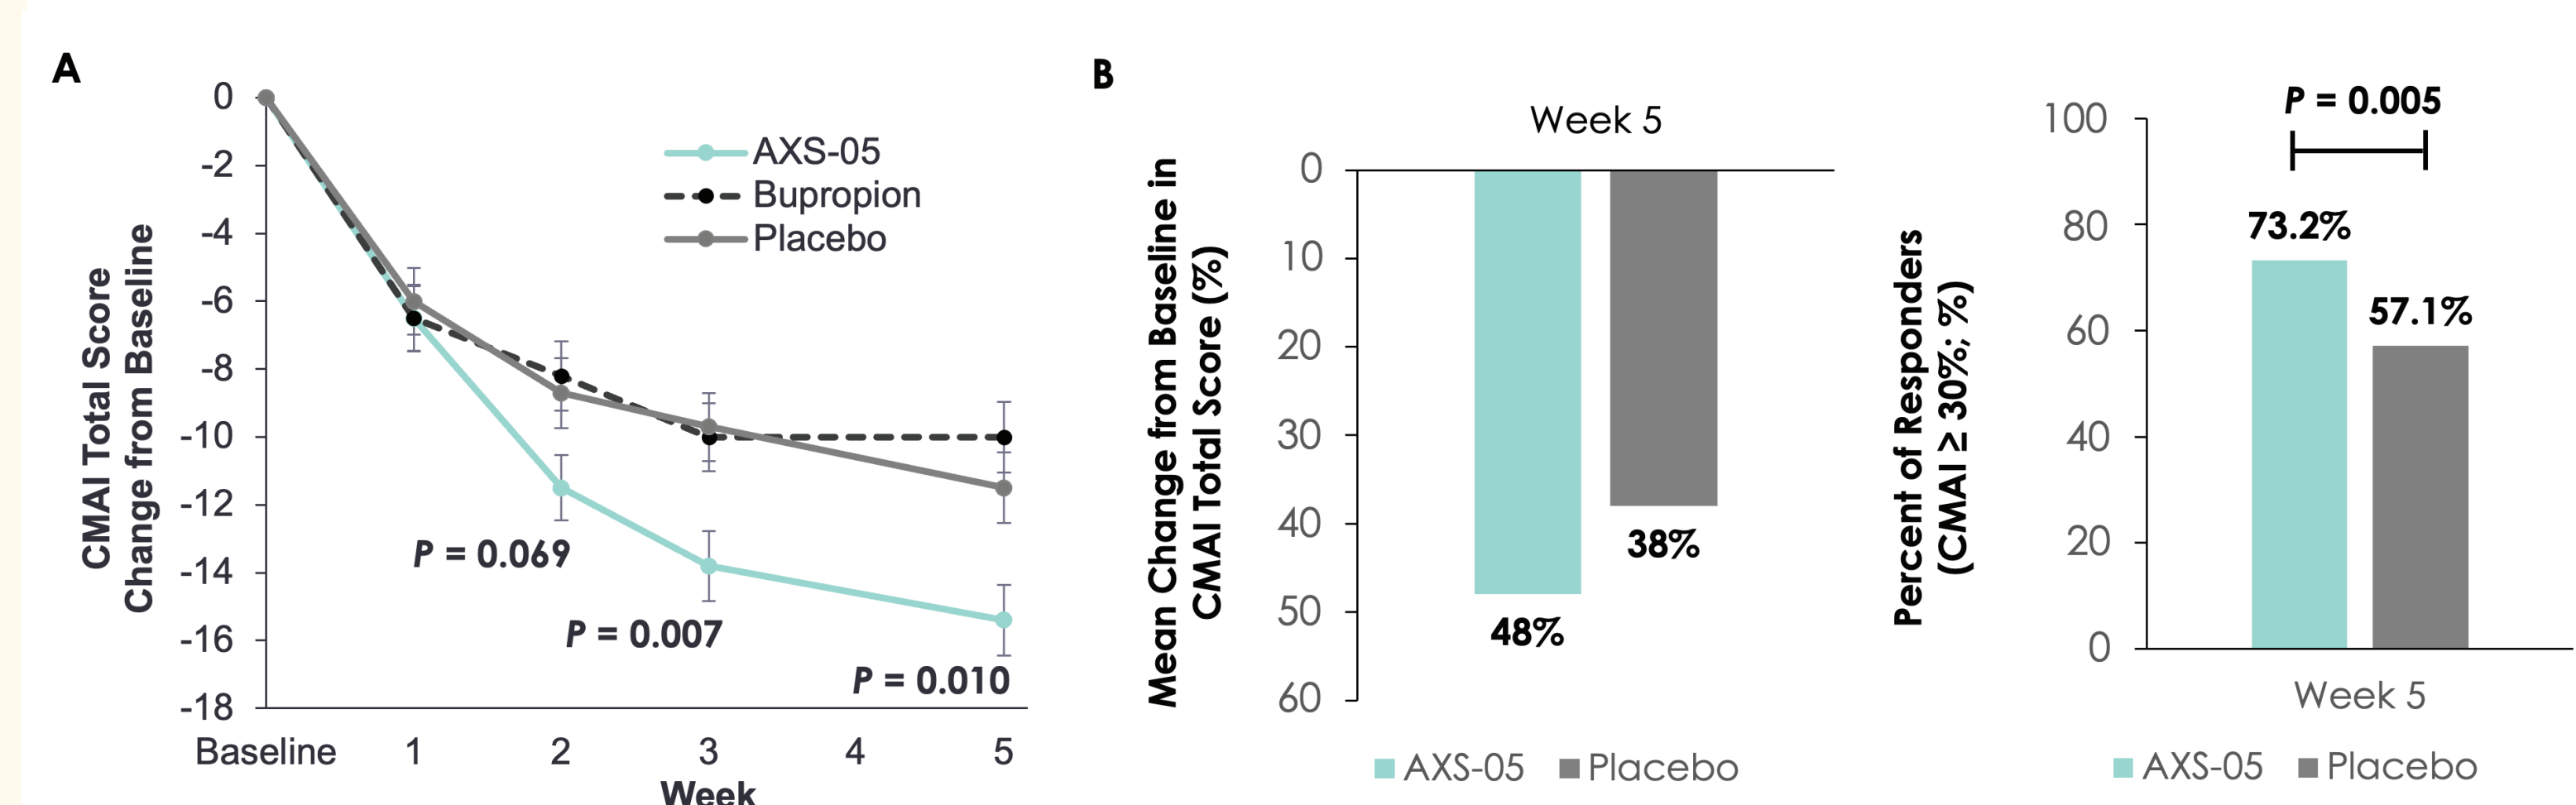 A
CMAI Total Score
Change from Baseline
0
-2
-4
-6
-8
-10
-12
-14
-16
-18
AXS-05
Bupropion
Placebo
P = 0.069
P = 0.007
P = 0.010
Baseline 1 2 3 4 5
Week
B
Week 5
Mean Change from Baseline in
CMAI Total Score (%)
0
10
20
30
40
50
60
48%
38%
AXS-05 Placebo
Percent of Responders
(CMAI ≥ 30%; %)
100
80
60
40
20
0
P = 0.005
73.2%
57.1%
Week 5
AXS-05 Placebo